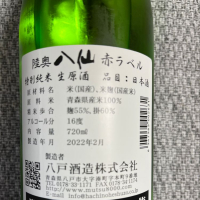 陸奥八仙 赤ラベル
特別純米 生原酒 品目:日本酒
原材料名 米(国産)、米麹(国産米)
原料米 青森県産米100%
精米歩合 麹55%、掛60%
アルコール分 16度
内容量 720ml
製造年月 2022年2月
製造者
八戸酒造株式会社